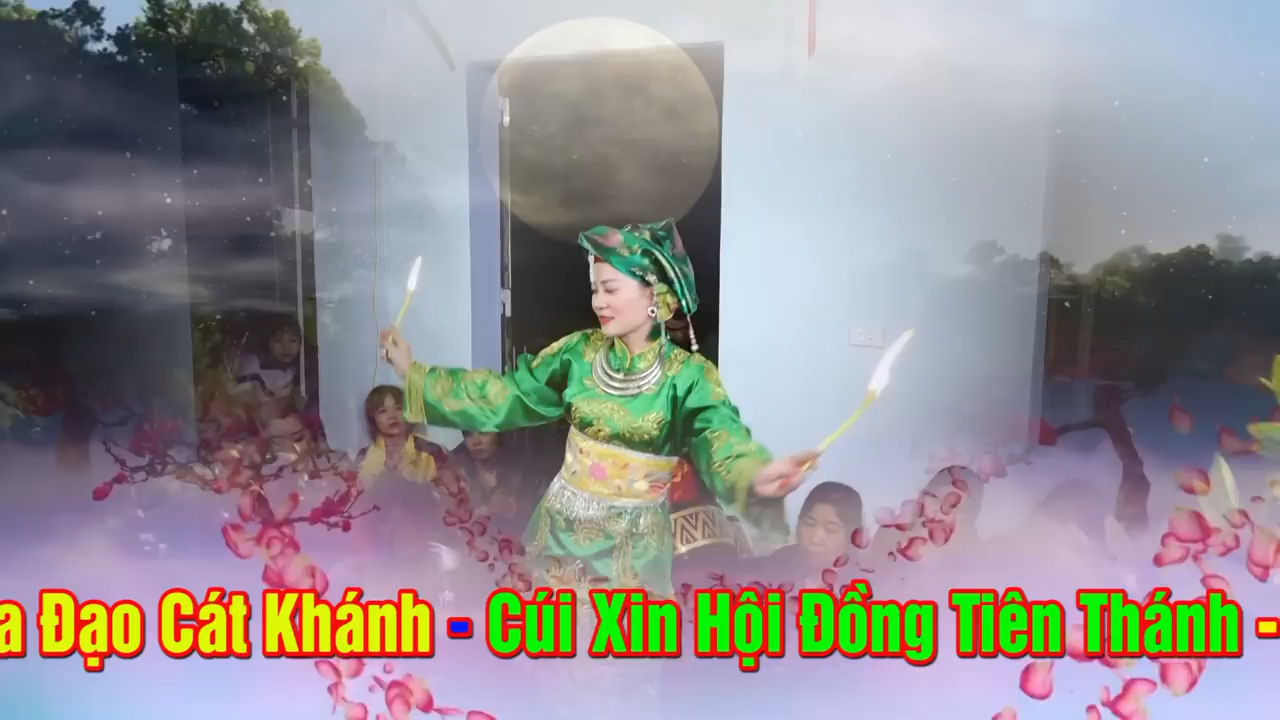 a Đạo Cát Khánh - Cúi Xin Hội Đồng Tiên Thánh -